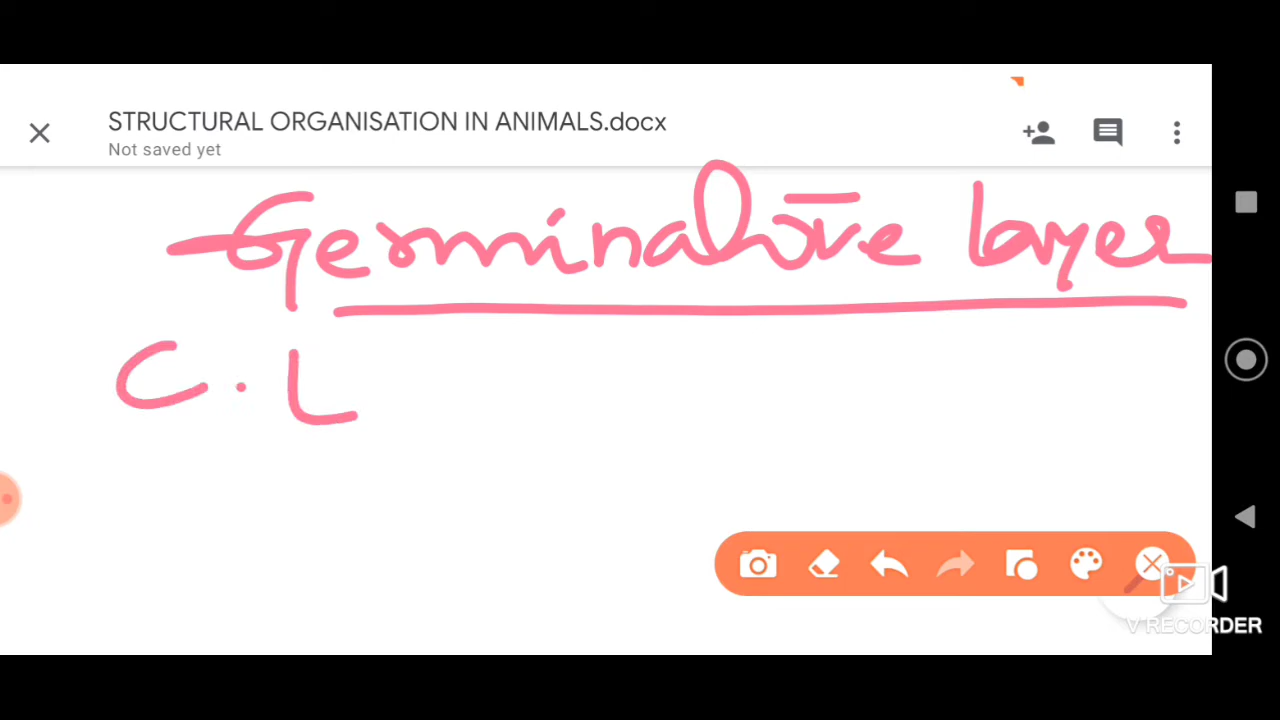 STRUCTURAL ORGANISATION IN ANIMALS.docx
Not saved yet
Germinative layer
C. L
V RECORDER